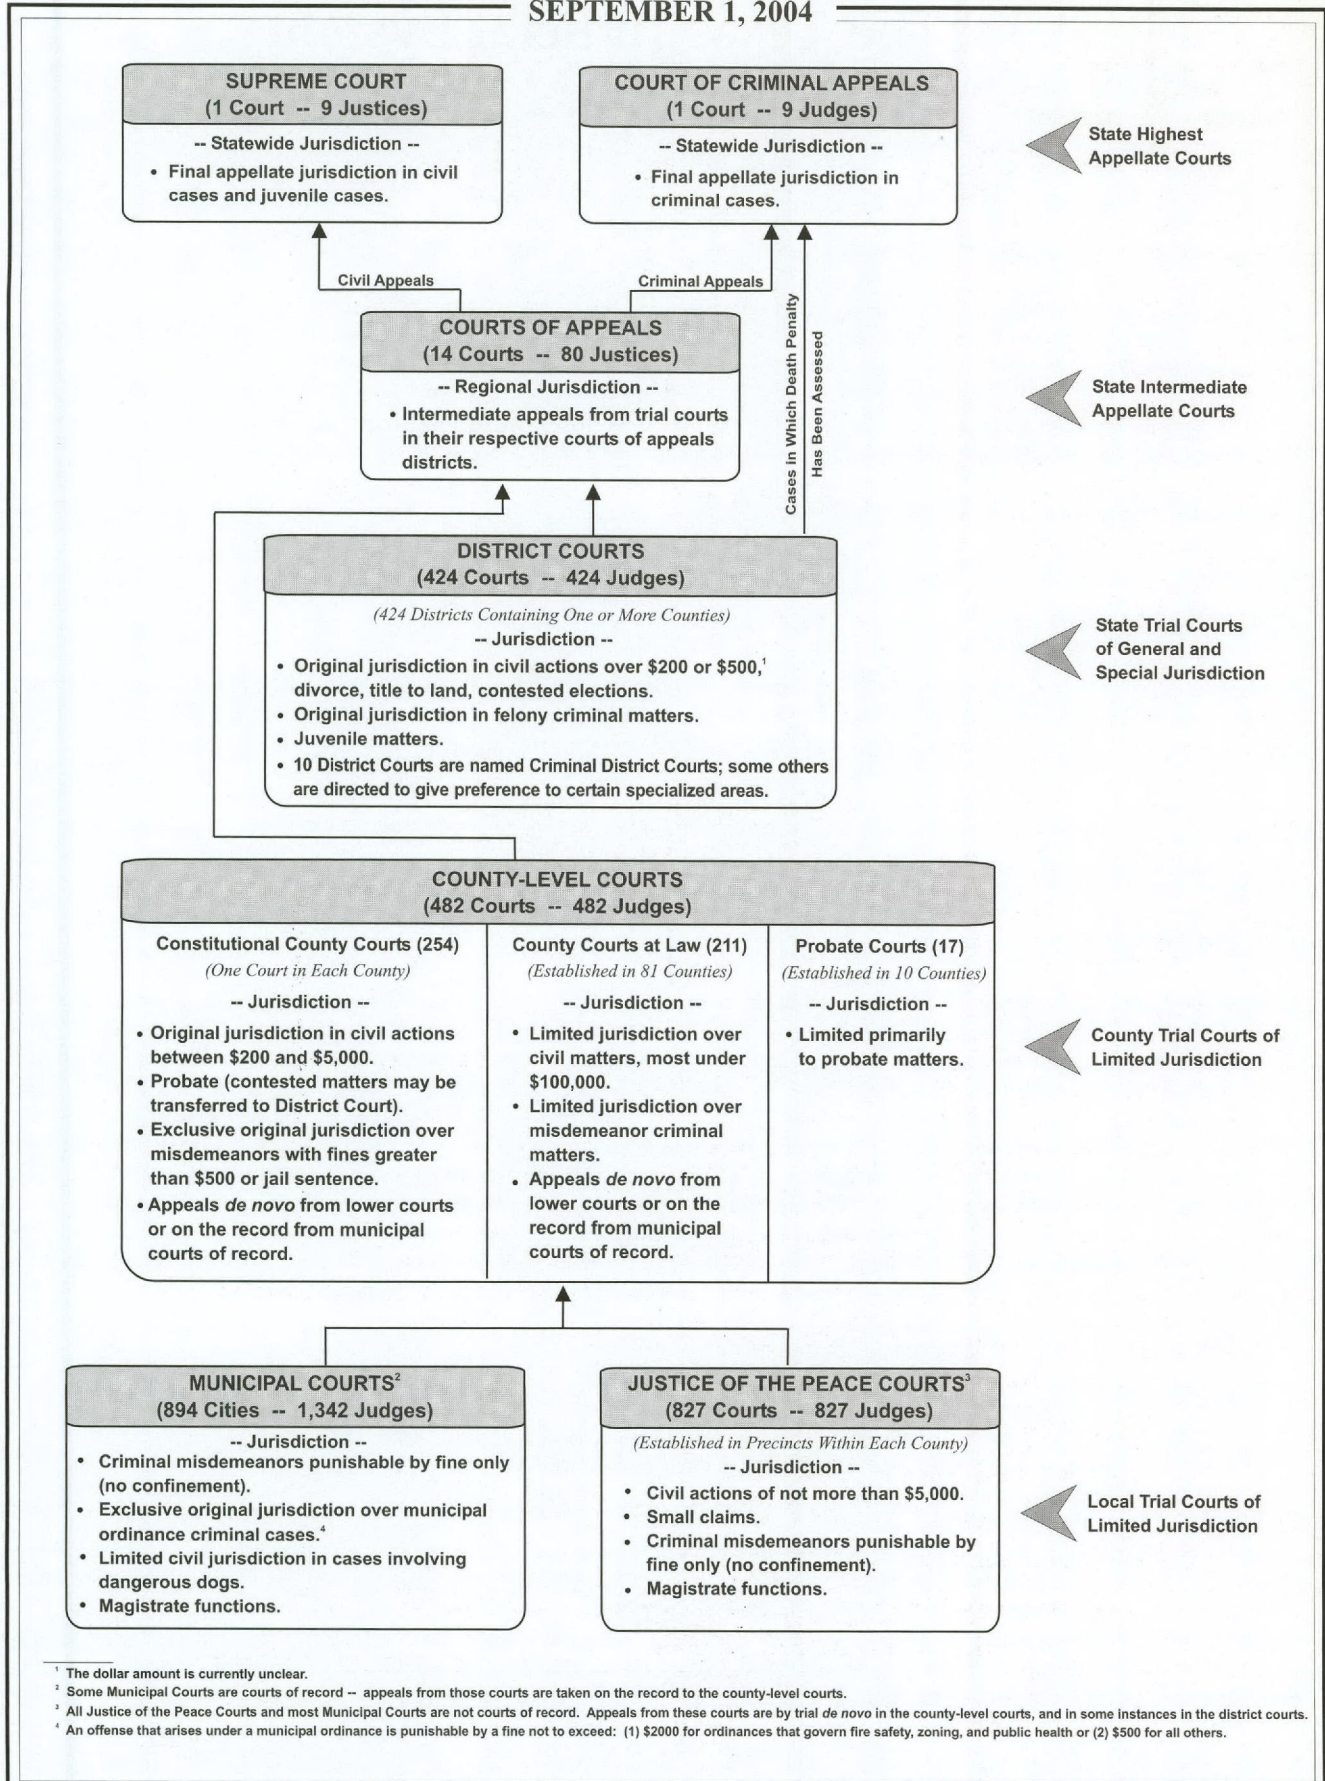 SEPTEMBER 1, 2004
SUPREME COURT
(1 Court -- 9 Justices)
-- Statewide Jurisdiction --
• Final appellate jurisdiction in civil
cases and juvenile cases.
COURT OF CRIMINAL APPEALS
(1 Court -- 9 Judges)
-- Statewide Jurisdiction --
• Final appellate jurisdiction in
criminal cases.
State Highest
Appellate Courts
Civil Appeals
Criminal Appeals
Cases in Which Death Penalty
Has Been Assessed
COURTS OF APPEALS
(14 Courts -- 80 Justices)
-- Regional Jurisdiction --
• Intermediate appeals from trial courts
in their respective courts of appeals
districts.
State Intermediate
Appellate Courts
DISTRICT COURTS
(424 Courts -- 424 Judges)
(424 Districts Containing One or More Counties)
-- Jurisdiction --
• Original jurisdiction in civil actions over $200 or $500,¹
divorce, title to land, contested elections.
• Original jurisdiction in felony criminal matters.
• Juvenile matters.
• 10 District Courts are named Criminal District Courts; some others
are directed to give preference to certain specialized areas.
State Trial Courts
of General and
Special Jurisdiction
COUNTY-LEVEL COURTS
(482 Courts -- 482 Judges)
Constitutional County Courts (254)
(One Court in Each County)
-- Jurisdiction --
• Original jurisdiction in civil actions
between $200 and $5,000.
• Probate (contested matters may be
transferred to District Court).
• Exclusive original jurisdiction over
misdemeanors with fines greater
than $500 or jail sentence.
• Appeals de novo from lower courts
or on the record from municipal
courts of record.
County Courts at Law (211)
(Established in 81 Counties)
-- Jurisdiction --
• Limited jurisdiction over
civil matters, most under
$100,000.
• Limited jurisdiction over
misdemeanor criminal
matters.
• Appeals de novo from
lower courts or on the
record from municipal
courts of record.
Probate Courts (17)
(Established in 10 Counties)
-- Jurisdiction --
• Limited primarily
to probate matters.
County Trial Courts of
Limited Jurisdiction
MUNICIPAL COURTS²
(894 Cities -- 1,342 Judges)
-- Jurisdiction --
• Criminal misdemeanors punishable by fine only
(no confinement).
• Exclusive original jurisdiction over municipal
ordinance criminal cases.⁴
• Limited civil jurisdiction in cases involving
dangerous dogs.
• Magistrate functions.
JUSTICE OF THE PEACE COURTS³
(827 Courts -- 827 Judges)
(Established in Precincts Within Each County)
-- Jurisdiction --
• Civil actions of not more than $5,000.
• Small claims.
• Criminal misdemeanors punishable by
fine only (no confinement).
• Magistrate functions.
Local Trial Courts of
Limited Jurisdiction
¹ The dollar amount is currently unclear.
² Some Municipal Courts are courts of record -- appeals from those courts are taken on the record to the county-level courts.
³ All Justice of the Peace Courts and most Municipal Courts are not courts of record. Appeals from these courts are by trial de novo in the county-level courts, and in some instances in the district courts.
⁴ An offense that arises under a municipal ordinance is punishable by a fine not to exceed: (1) $2000 for ordinances that govern fire safety, zoning, and public health or (2) $500 for all others.